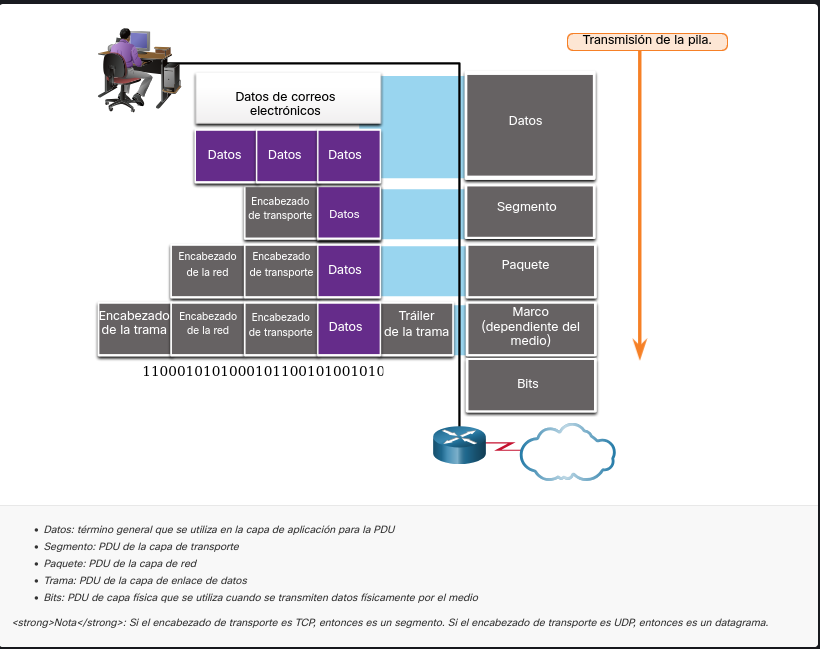 Transmisión de la pila.
Datos de correos
electrónicos
Datos
Datos
Datos
Datos
Encabezado
de transporte
Datos
Segmento
Encabezado
de la red
Encabezado
de transporte
Datos
Paquete
Encabezado
de la trama
Encabezado
de la red
Encabezado
de transporte
Datos
Tráiler
de la trama
Marco
(dependiente del
medio)
1100010101000101100101001010
Bits
Datos: término general que se utiliza en la capa de aplicación para la PDU
Segmento: PDU de la capa de transporte
Paquete: PDU de la capa de red
Trama: PDU de la capa de enlace de datos
Bits: PDU de capa física que se utiliza cuando se transmiten datos físicamente por el medio
<strong>Nota</strong>: Si el encabezado de transporte es TCP, entonces es un segmento. Si el encabezado de transporte es UDP, entonces es un datagrama.